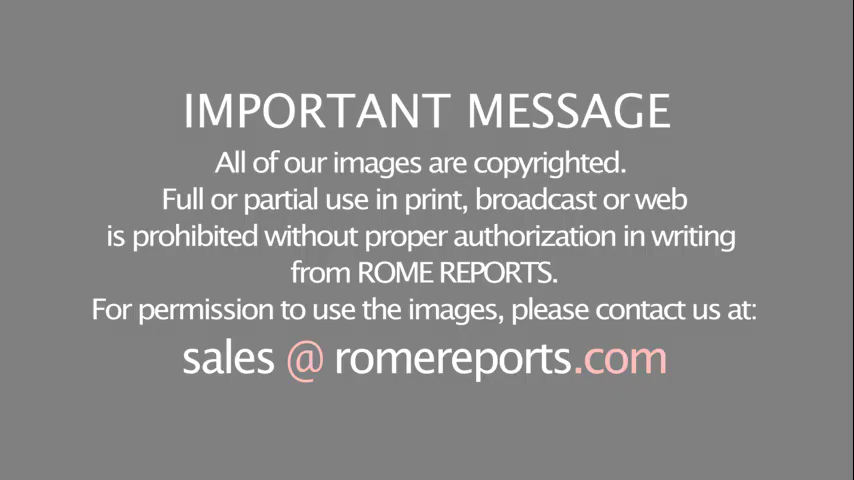 IMPORTANT MESSAGE
All of our images are copyrighted.
Full or partial use in print, broadcast or web
is prohibited without proper authorization in writing
from ROME REPORTS.
For permission to use the images, please contact us at:
sales @ romereports.com